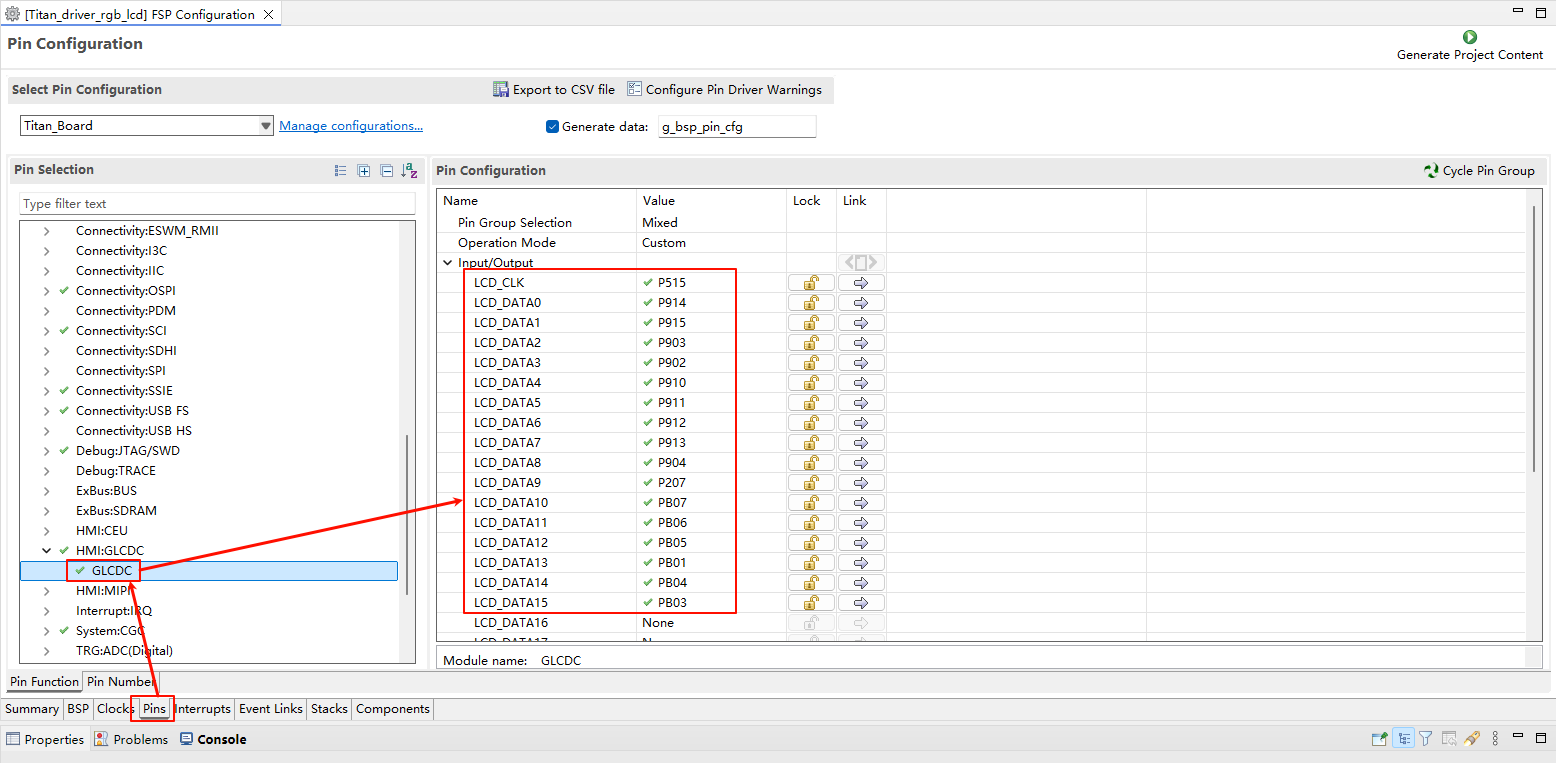 [Titan_driver_rgb_lcd] FSP Configuration
Pin Configuration
Generate Project Content
Select Pin Configuration
Export to CSV file
Configure Pin Driver Warnings
Titan_Board
Manage configurations...
Generate data:
g_bsp_pin_cfg
Pin Selection
Type filter text
Connectivity:ESWM_RMII
Connectivity:I3C
Connectivity:IIC
Connectivity:OSPI
Connectivity:PDM
Connectivity:SCI
Connectivity:SDHI
Connectivity:SPI
Connectivity:SSIE
Connectivity:USB FS
Connectivity:USB HS
Debug:JTAG/SWD
Debug:TRACE
ExBus:BUS
ExBus:SDRAM
HMI:CEU
HMI:GLCDC
GLCDC
HMI:MIPI
Interrupt:IRQ
System:CGC
TRG:ADC(Digital)
Pin Configuration
Cycle Pin Group
Name Value Lock Link
Pin Group Selection Mixed
Operation Mode Custom
Input/Output
LCD_CLK P515
LCD_DATA0 P914
LCD_DATA1 P915
LCD_DATA2 P903
LCD_DATA3 P902
LCD_DATA4 P910
LCD_DATA5 P911
LCD_DATA6 P912
LCD_DATA7 P913
LCD_DATA8 P904
LCD_DATA9 P207
LCD_DATA10 PB07
LCD_DATA11 PB06
LCD_DATA12 PB05
LCD_DATA13 PB01
LCD_DATA14 PB04
LCD_DATA15 PB03
LCD_DATA16 None
Module name: GLCDC
Pin Function Pin Number
Summary BSP Clocks Pins Interrupts Event Links Stacks Components
Properties Problems Console